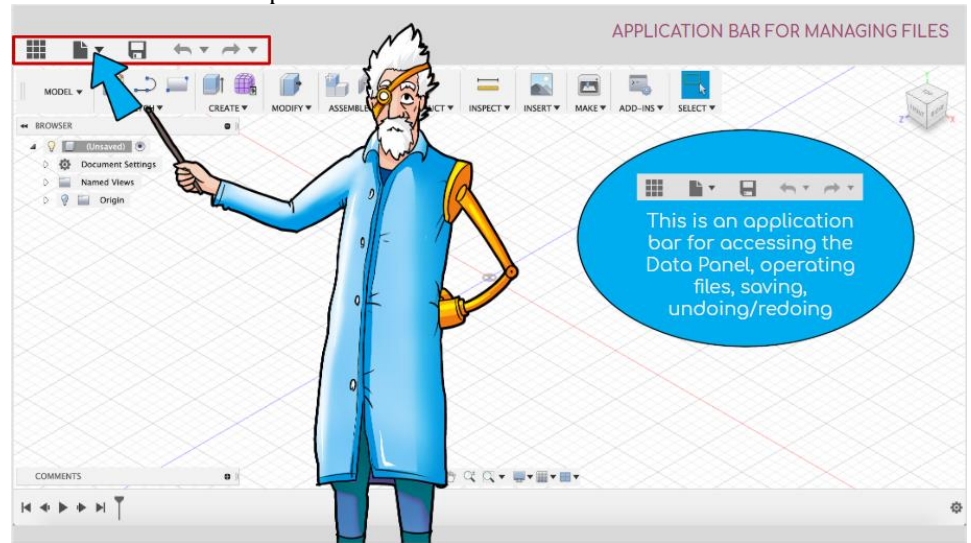 APPLICATION BAR FOR MANAGING FILES
MODEL
CREATE MODIFY INSPECT INSERT MAKE ADD-INS SELECT
BROWSER
(Unsaved)
Document Settings
Named Views
Origin
This is an application
bar for accessing the
Data Panel, operating
files, saving,
undoing/redoing
COMMENTS